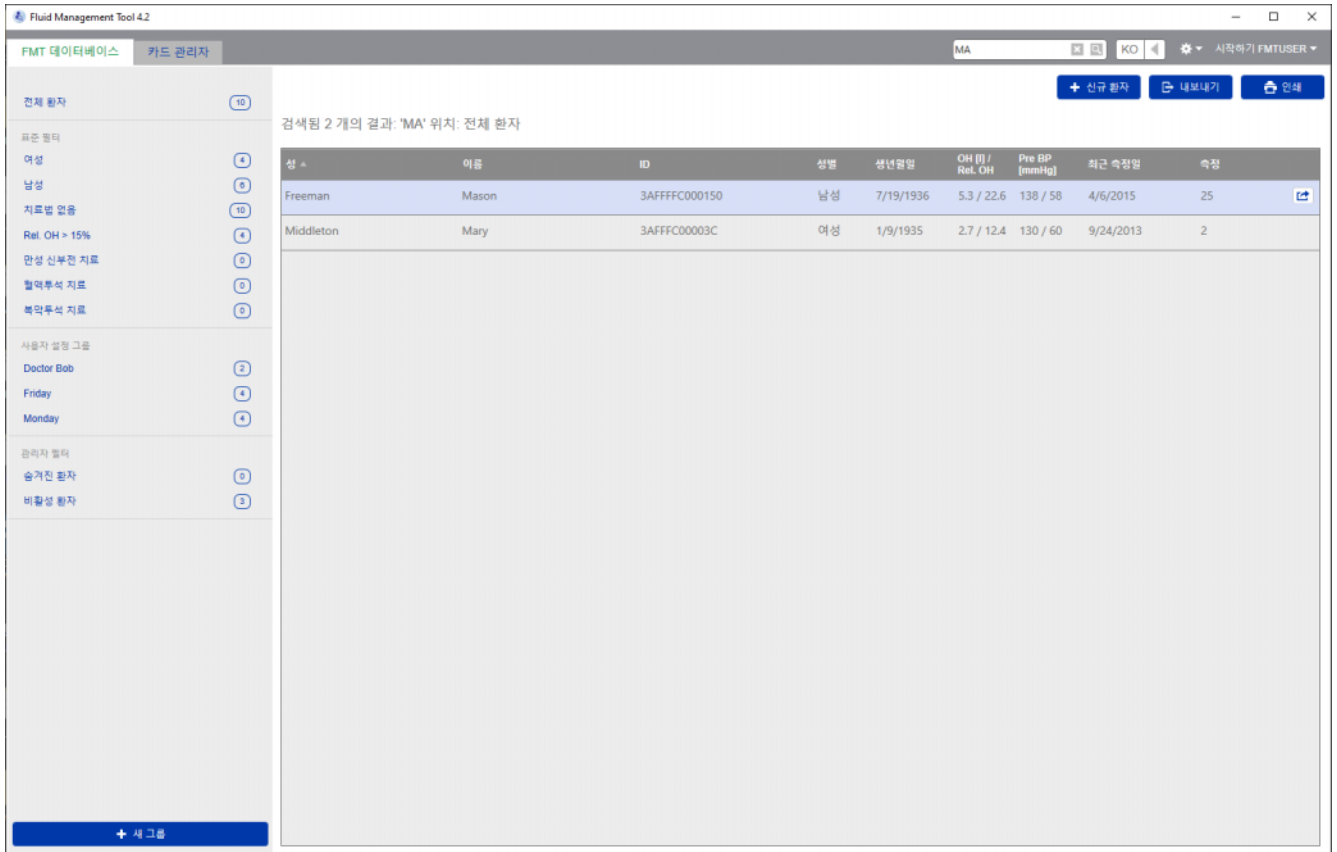 Fluid Management Tool 4.2
FMT 데이터베이스 카드 관리자 MA KO 시작하기 FMTUSER
신규 환자 내보내기 인쇄
전체 환자 10
표준 필터
여성 4
남성 6
치료법 없음 10
Rel. OH > 15% 4
만성 신부전 치료 0
혈액투석 치료 0
복막투석 치료 0
사용자 설정 그룹
Doctor Bob 2
Friday 4
Monday 4
관리자 필터
숨겨진 환자 0
비활성 환자 3
새 그룹
검색됨 2 개의 결과: 'MA' 위치: 전체 환자
성 이름 ID 성별 생년월일 OH [l] / Rel. OH Pre BP [mmHg] 최근 측정일 측정
Freeman Mason 3AFFFFC000150 남성 7/19/1936 5.3 / 22.6 138 / 58 4/6/2015 25
Middleton Mary 3AFFFC00003C 여성 1/9/1935 2.7 / 12.4 130 / 60 9/24/2013 2